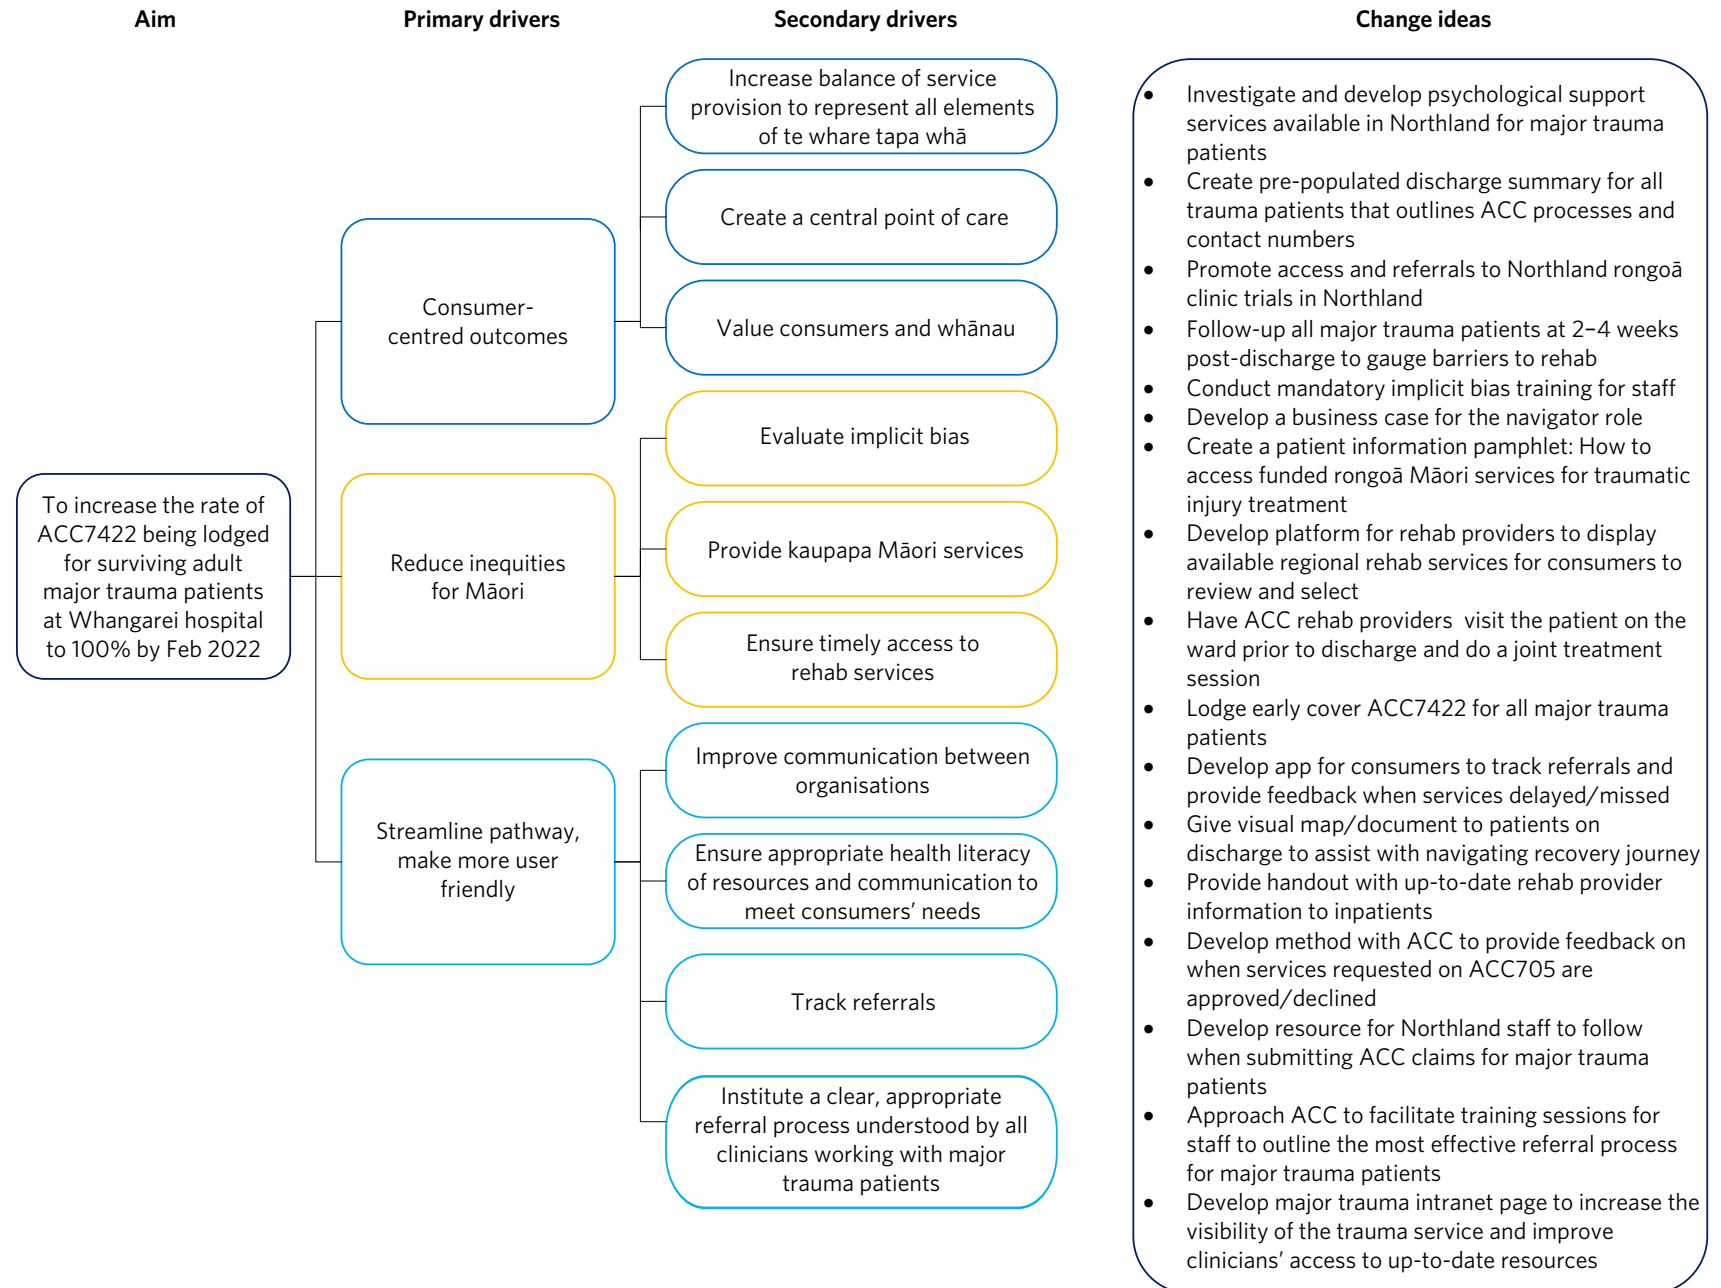 Aim
Primary drivers
Secondary drivers
Change ideas
To increase the rate of
ACC7422 being lodged
for surviving adult
major trauma patients
at Whangarei hospital
to 100% by Feb 2022
Consumer-
centred outcomes
Reduce inequities
for Māori
Streamline pathway,
make more user
friendly
Increase balance of service
provision to represent all elements
of te whare tapa whā
Create a central point of care
Value consumers and whānau
Evaluate implicit bias
Provide kaupapa Māori services
Ensure timely access to
rehab services
Improve communication between
organisations
Ensure appropriate health literacy
of resources and communication to
meet consumers’ needs
Track referrals
Institute a clear, appropriate
referral process understood by all
clinicians working with major
trauma patients
• Investigate and develop psychological support
services available in Northland for major trauma
patients
• Create pre-populated discharge summary for all
trauma patients that outlines ACC processes and
contact numbers
• Promote access and referrals to Northland rongoā
clinic trials in Northland
• Follow-up all major trauma patients at 2–4 weeks
post-discharge to gauge barriers to rehab
• Conduct mandatory implicit bias training for staff
• Develop a business case for the navigator role
• Create a patient information pamphlet: How to
access funded rongoā Māori services for traumatic
injury treatment
• Develop platform for rehab providers to display
available regional rehab services for consumers to
review and select
• Have ACC rehab providers visit the patient on the
ward prior to discharge and do a joint treatment
session
• Lodge early cover ACC7422 for all major trauma
patients
• Develop app for consumers to track referrals and
provide feedback when services delayed/missed
• Give visual map/document to patients on
discharge to assist with navigating recovery journey
• Provide handout with up-to-date rehab provider
information to inpatients
• Develop method with ACC to provide feedback on
when services requested on ACC705 are
approved/declined
• Develop resource for Northland staff to follow
when submitting ACC claims for major trauma
patients
• Approach ACC to facilitate training sessions for
staff to outline the most effective referral process
for major trauma patients
• Develop major trauma intranet page to increase the
visibility of the trauma service and improve
clinicians’ access to up-to-date resources